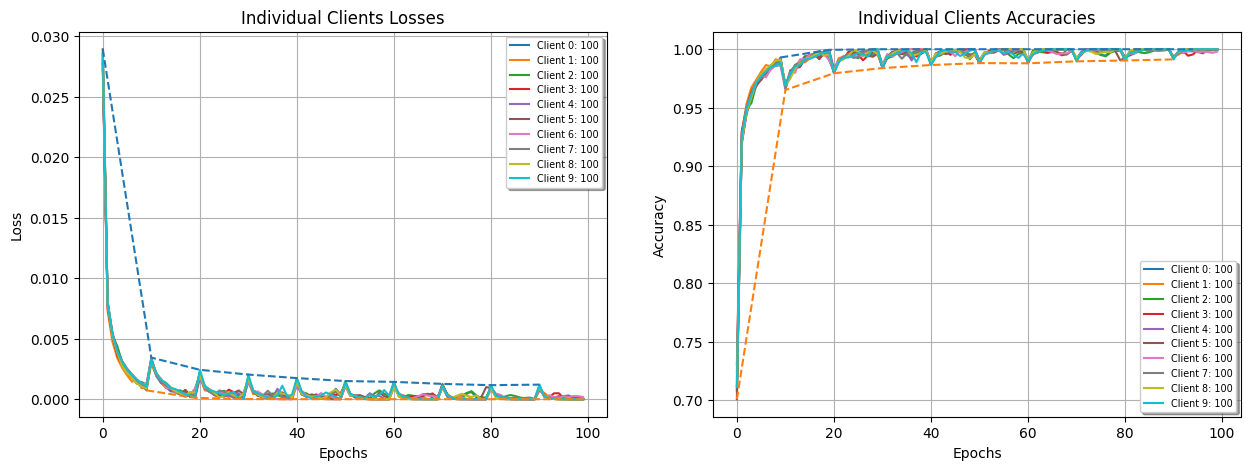 Individual Clients Losses
0.030
0.025
0.020
0.015
0.010
0.005
0.000
Loss
0
20
40
60
80
100
Epochs
Client 0: 100
Client 1: 100
Client 2: 100
Client 3: 100
Client 4: 100
Client 5: 100
Client 6: 100
Client 7: 100
Client 8: 100
Client 9: 100
Individual Clients Accuracies
1.00
0.95
0.90
0.85
0.80
0.75
0.70
Accuracy
0
20
40
60
80
100
Epochs
Client 0: 100
Client 1: 100
Client 2: 100
Client 3: 100
Client 4: 100
Client 5: 100
Client 6: 100
Client 7: 100
Client 8: 100
Client 9: 100